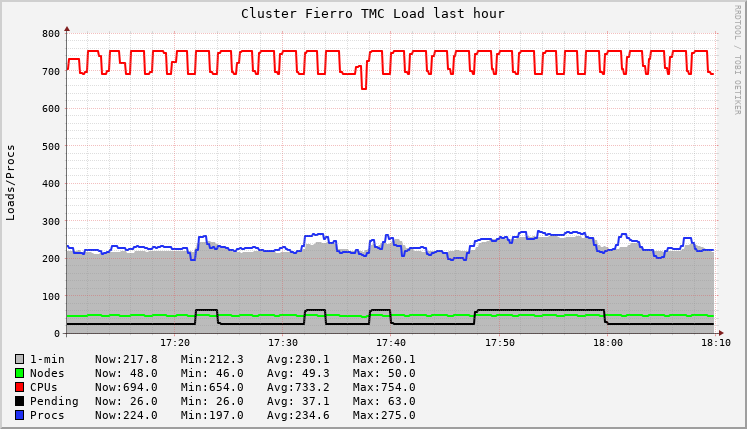 Cluster Fierro TMC Load last hour
RRDTOOL / TOBI OETIKER
Loads/Procs
800
700
600
500
400
300
200
100
0
17:20 17:30 17:40 17:50 18:00 18:10
1-min Now:217.8 Min:212.3 Avg:230.1 Max:260.1
Nodes Now: 48.0 Min: 46.0 Avg: 49.3 Max: 50.0
CPUs Now:694.0 Min:654.0 Avg:733.2 Max:754.0
Pending Now: 26.0 Min: 26.0 Avg: 37.1 Max: 63.0
Procs Now:224.0 Min:197.0 Avg:234.6 Max:275.0